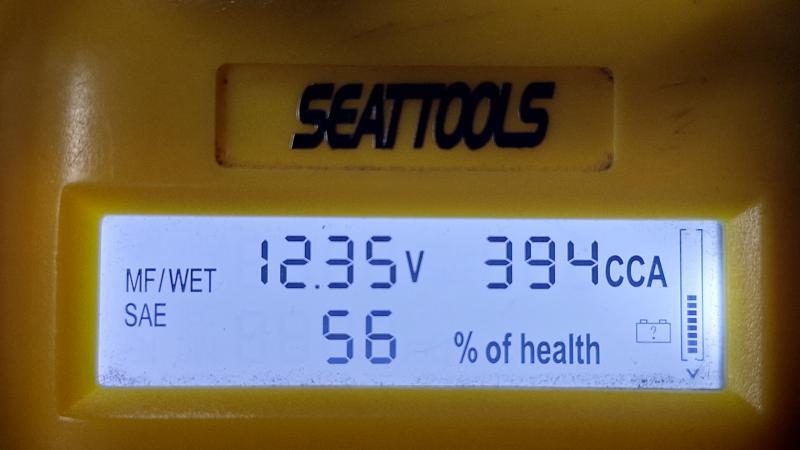 SEATTOOLS
MF/WET 12.35V 394CCA
SAE 56 % of health
?